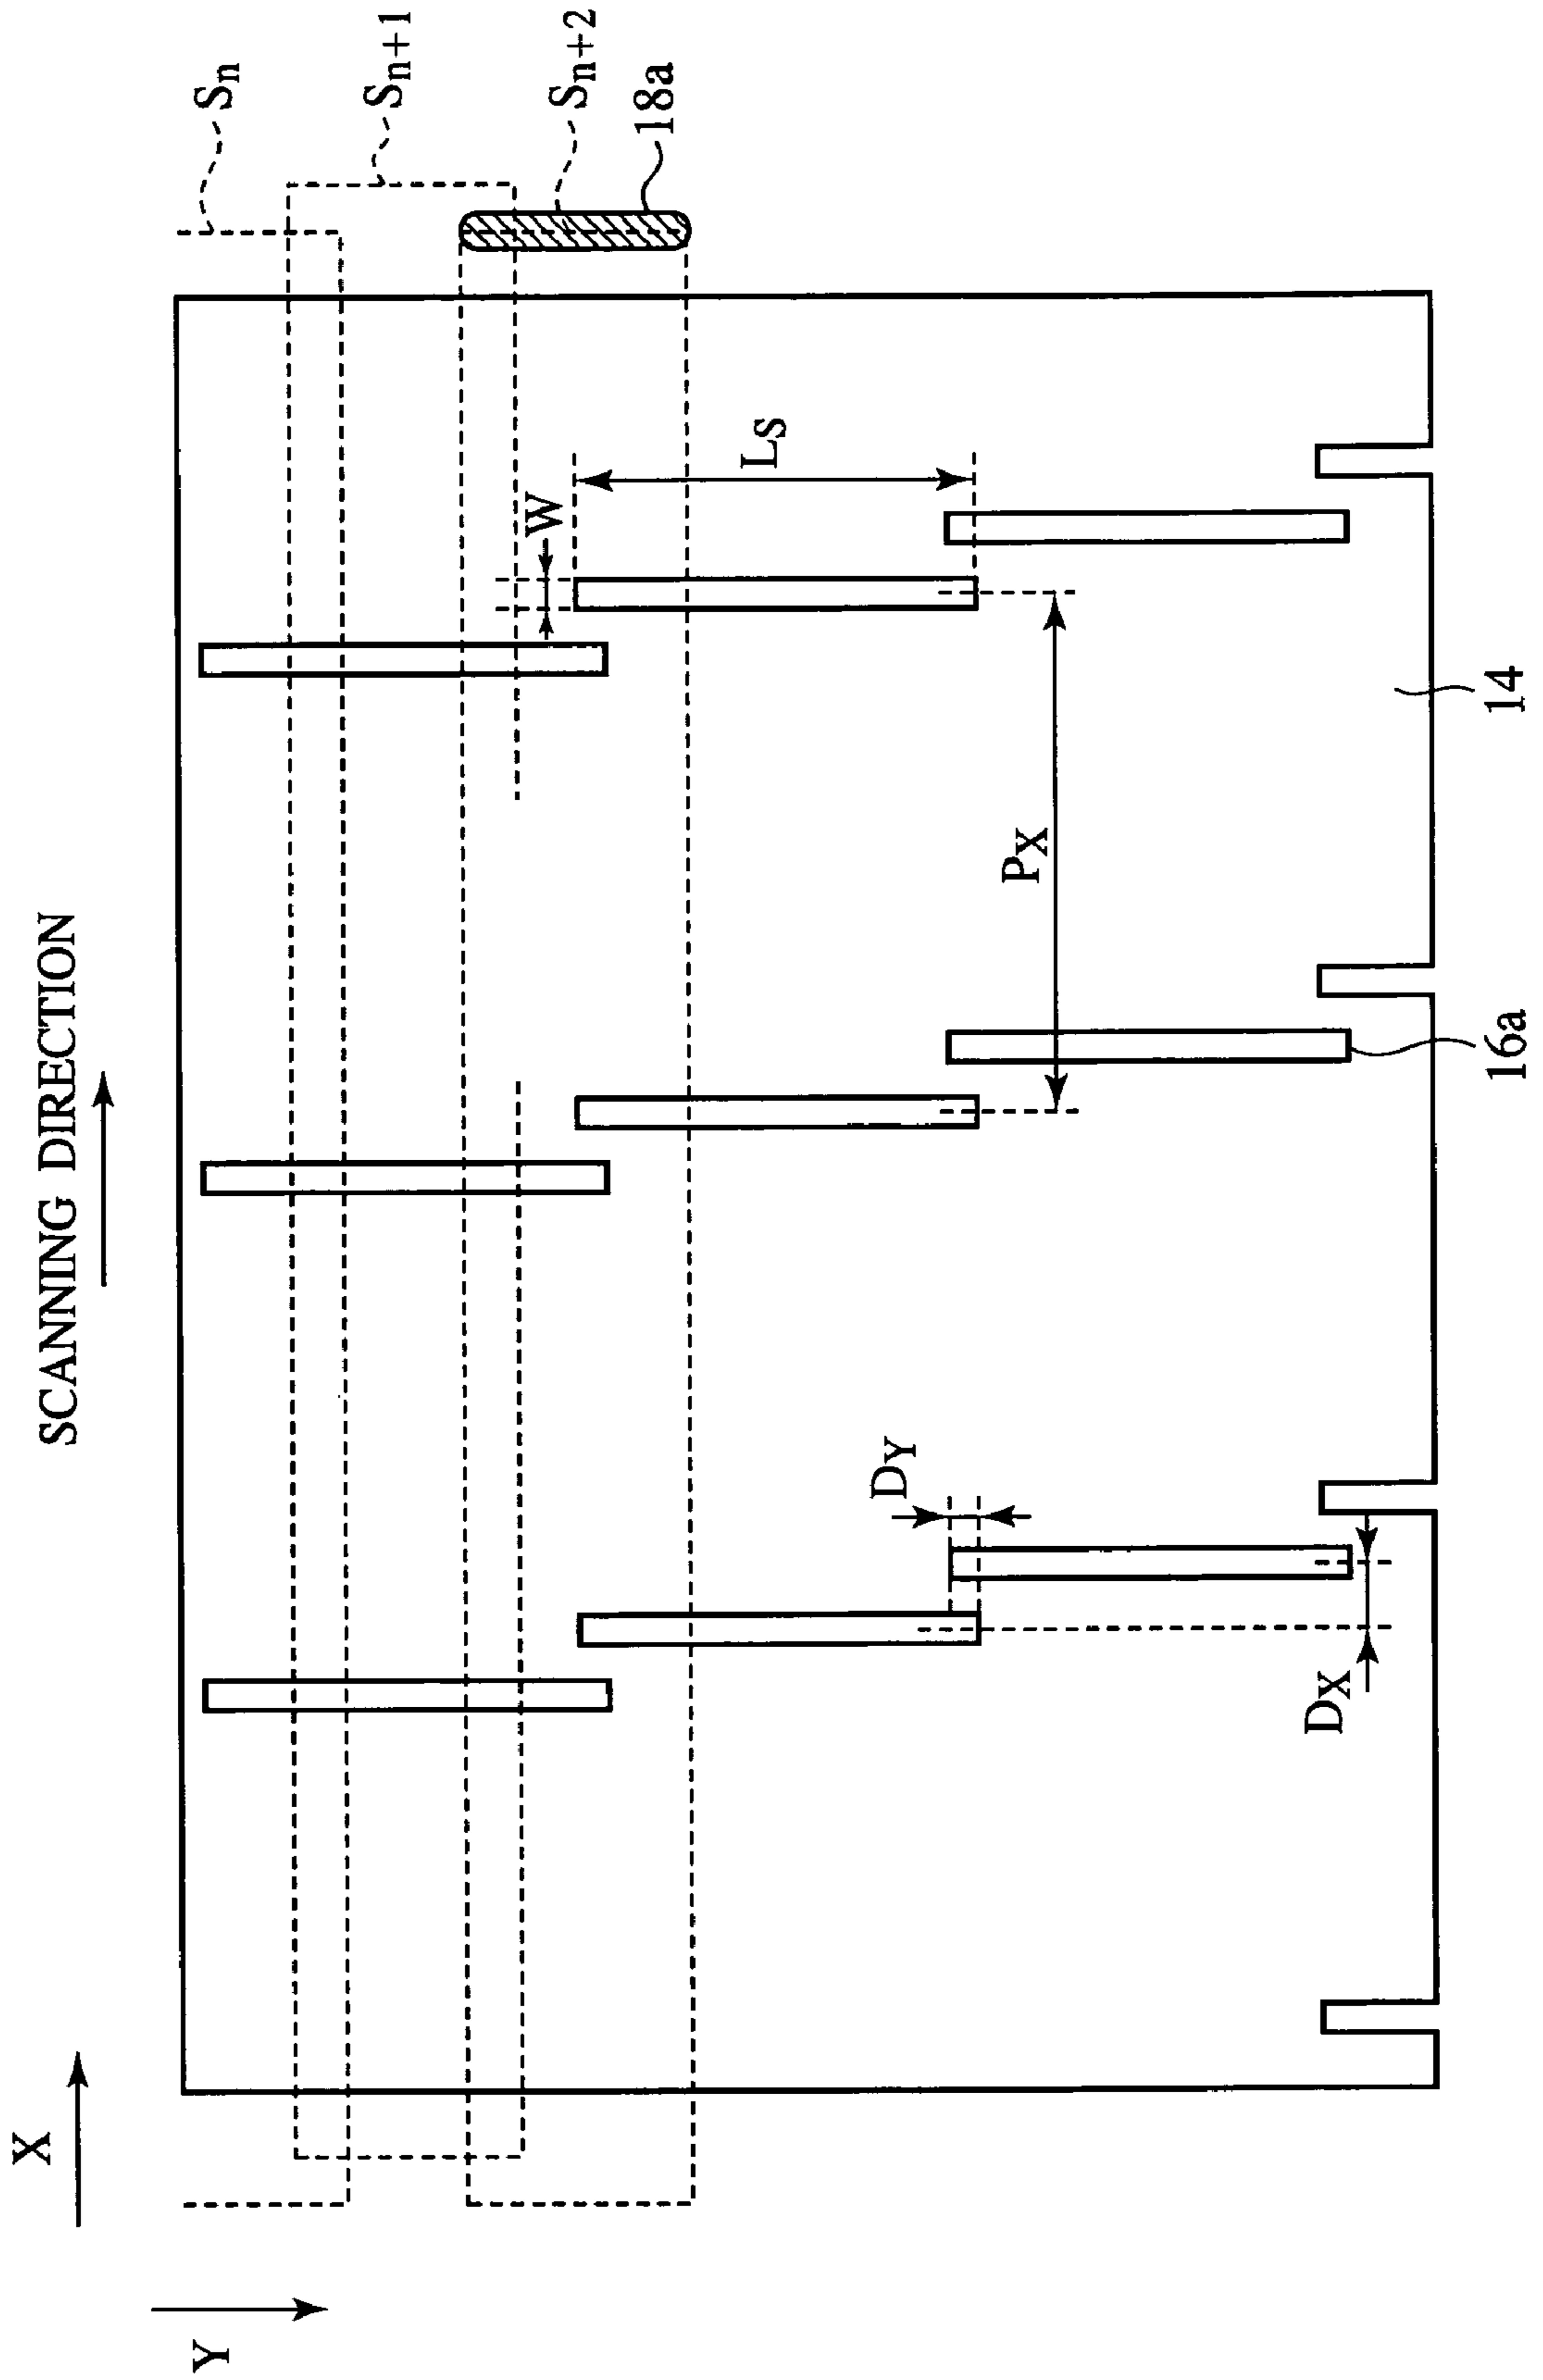 SCANNING DIRECTION
X
Y
Sn
Sn+1
Sn+2
18a
W
LS
PX
DY
DX
16a
14